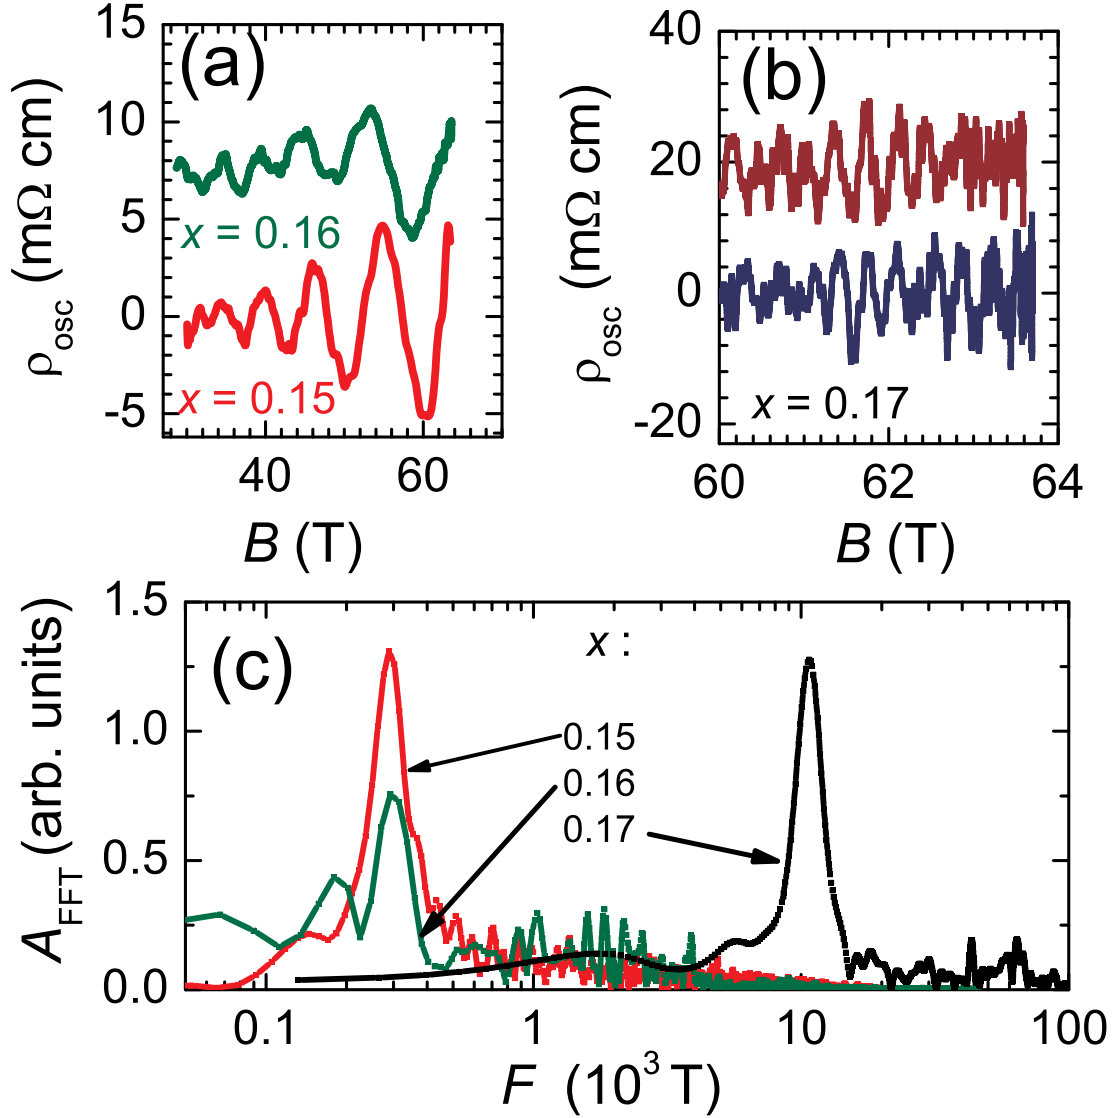 (a)
15
10
5
0
-5
ρosc (mΩ cm)
x = 0.16
x = 0.15
40
60
B (T)
(b)
40
20
0
-20
ρosc (mΩ cm)
x = 0.17
60
62
64
B (T)
(c)
1.5
1.0
0.5
0.0
AFFT (arb. units)
x :
0.15
0.16
0.17
0.1
1
10
100
F (10³ T)